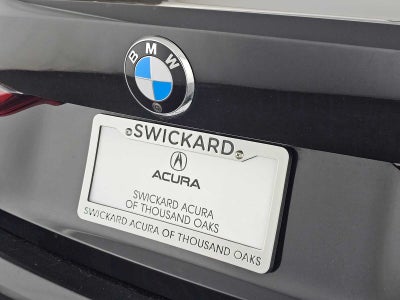 BMW
SWICKARD
ACURA
SWICKARD ACURA
OF THOUSAND OAKS
SWICKARD ACURA OF THOUSAND OAKS